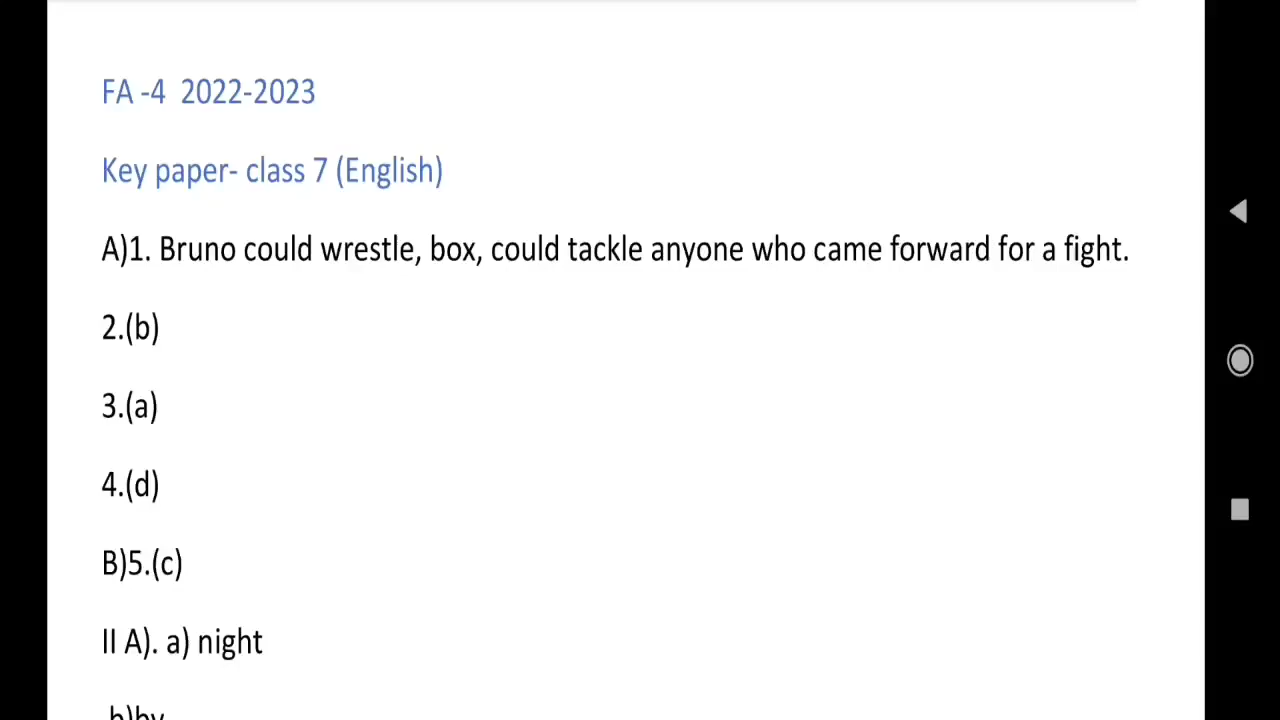 FA -4  2022-2023
Key paper- class 7 (English)
A)1. Bruno could wrestle, box, could tackle anyone who came forward for a fight.
2.(b)
3.(a)
4.(d)
B)5.(c)
II A). a) night
b)by